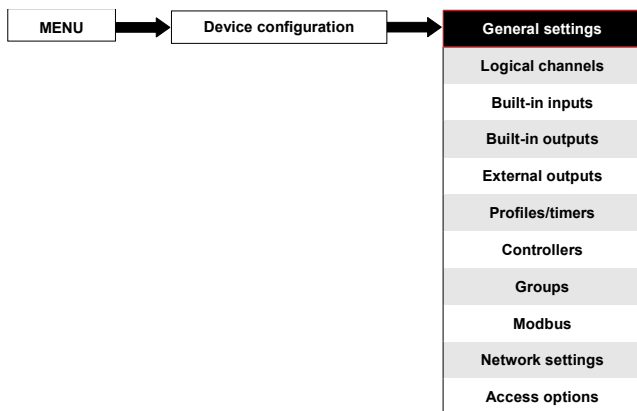 MENU
Device configuration
General settings
Logical channels
Built-in inputs
Built-in outputs
External outputs
Profiles/timers
Controllers
Groups
Modbus
Network settings
Access options